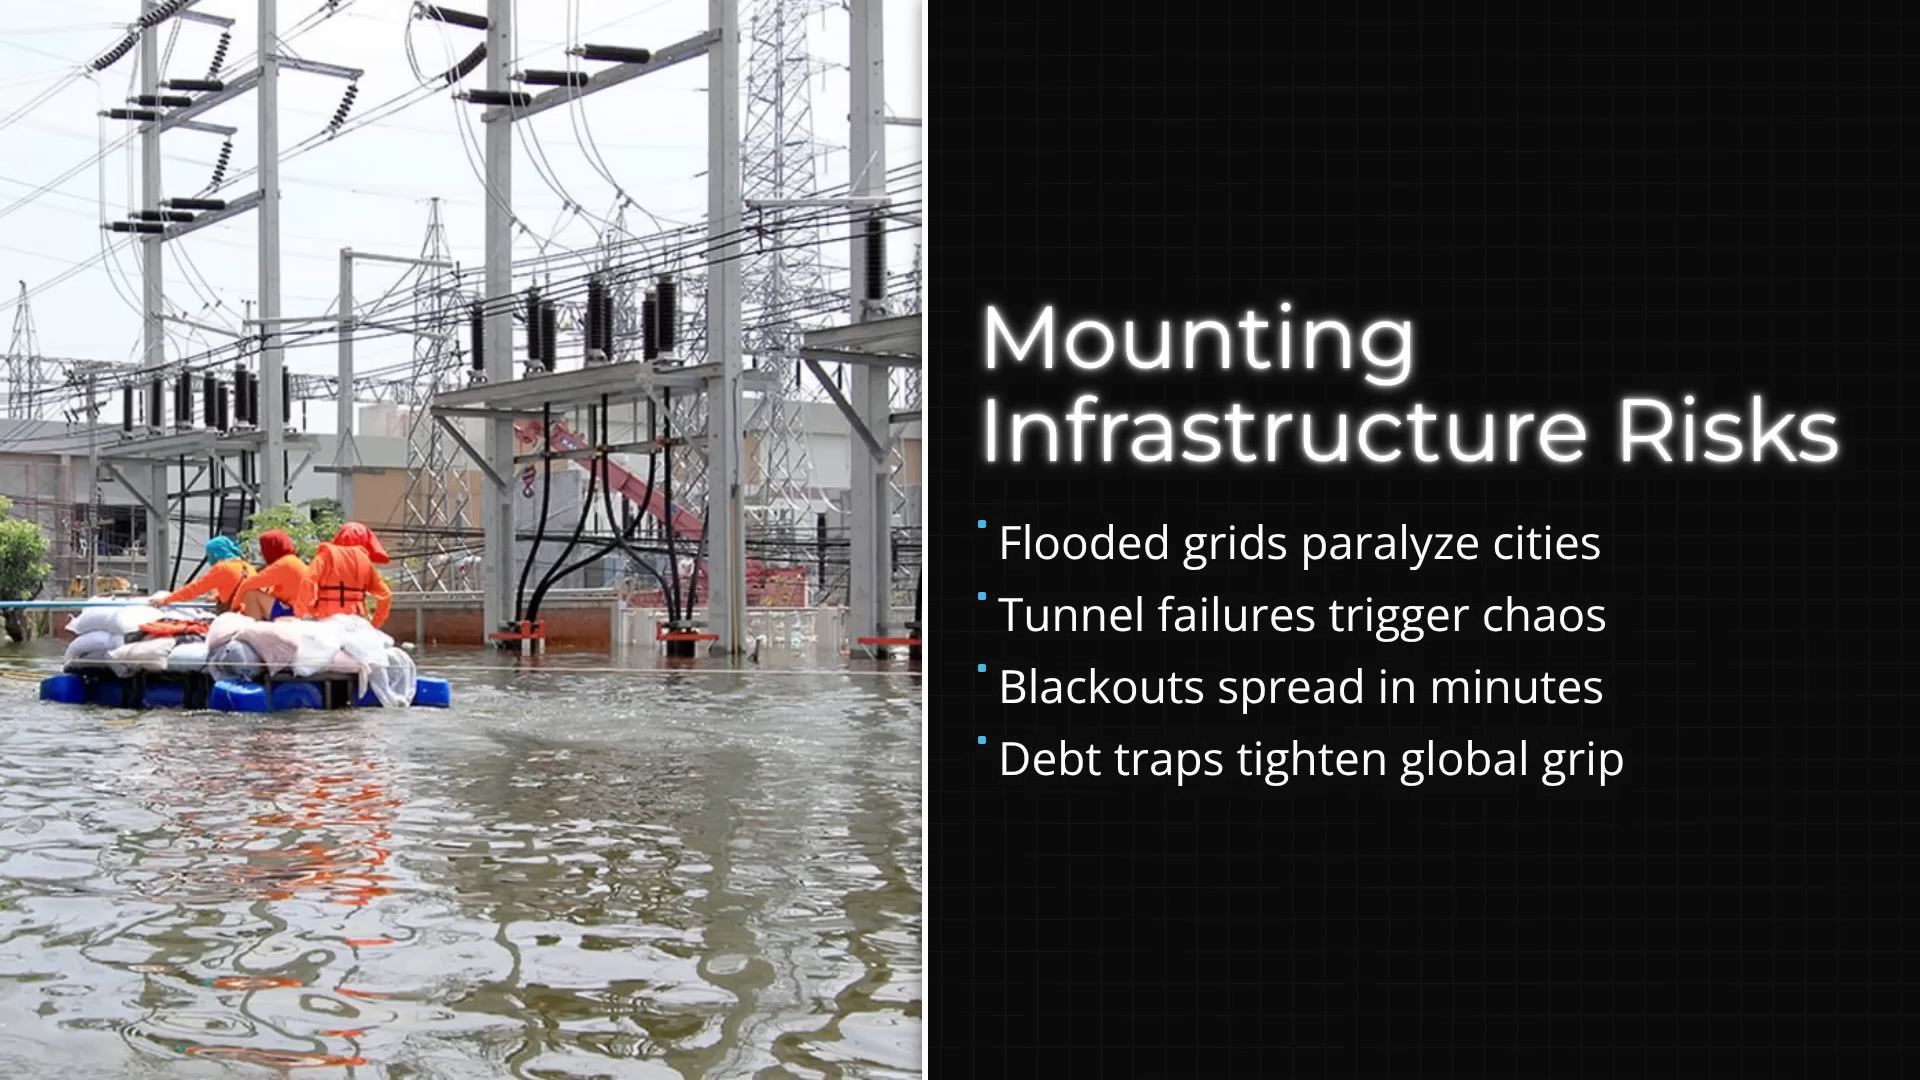 Mounting
Infrastructure Risks
Flooded grids paralyze cities
Tunnel failures trigger chaos
Blackouts spread in minutes
Debt traps tighten global grip